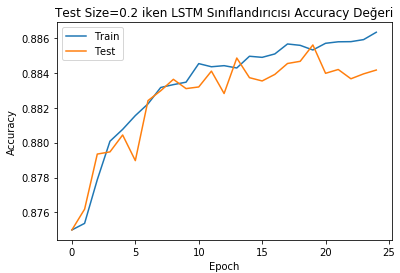 Test Size=0.2 iken LSTM Sınıflandırıcısı Accuracy Değeri
Train
Test
0.886
0.884
0.882
0.880
0.878
0.876
Accuracy
0
5
10
15
20
25
Epoch